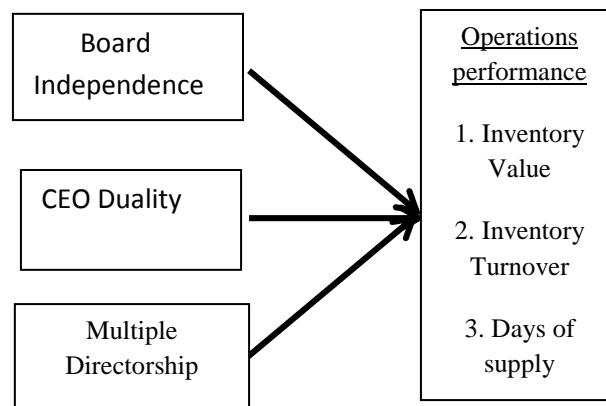 Board
Independence
CEO Duality
Multiple
Directorship
Operations
performance
1. Inventory
Value
2. Inventory
Turnover
3. Days of
supply